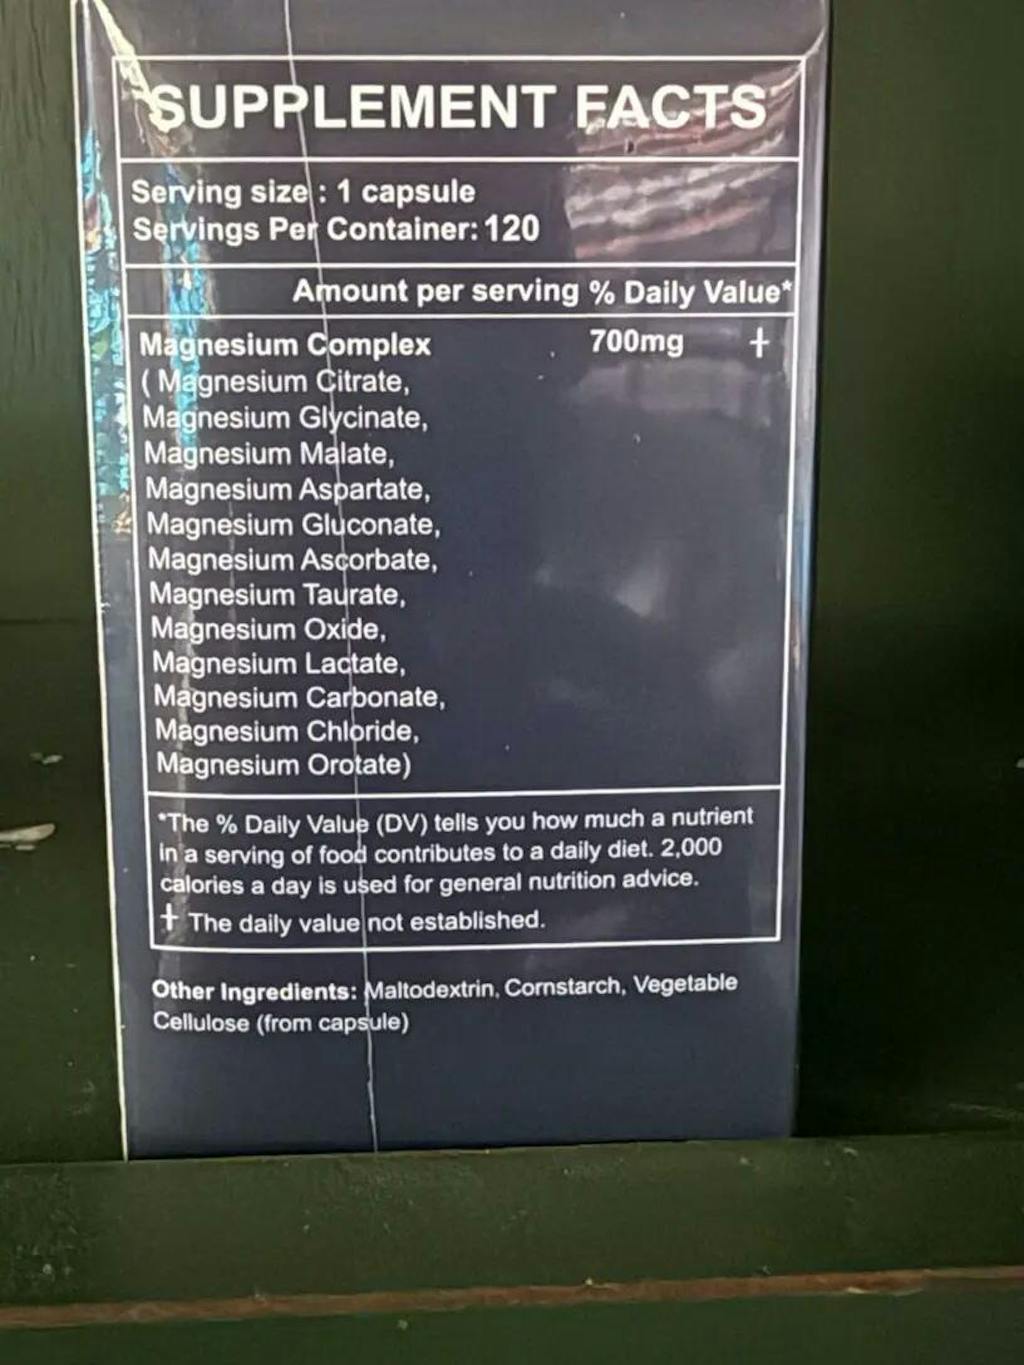 SUPPLEMENT FACTS
Serving size : 1 capsule
Servings Per Container: 120
Amount per serving % Daily Value*
Magnesium Complex 700mg †
( Magnesium Citrate,
Magnesium Glycinate,
Magnesium Malate,
Magnesium Aspartate,
Magnesium Gluconate,
Magnesium Ascorbate,
Magnesium Taurate,
Magnesium Oxide,
Magnesium Lactate,
Magnesium Carbonate,
Magnesium Chloride,
Magnesium Orotate)
*The % Daily Value (DV) tells you how much a nutrient
in a serving of food contributes to a daily diet. 2,000
calories a day is used for general nutrition advice.
† The daily value not established.
Other Ingredients: Maltodextrin, Cornstarch, Vegetable
Cellulose (from capsule)